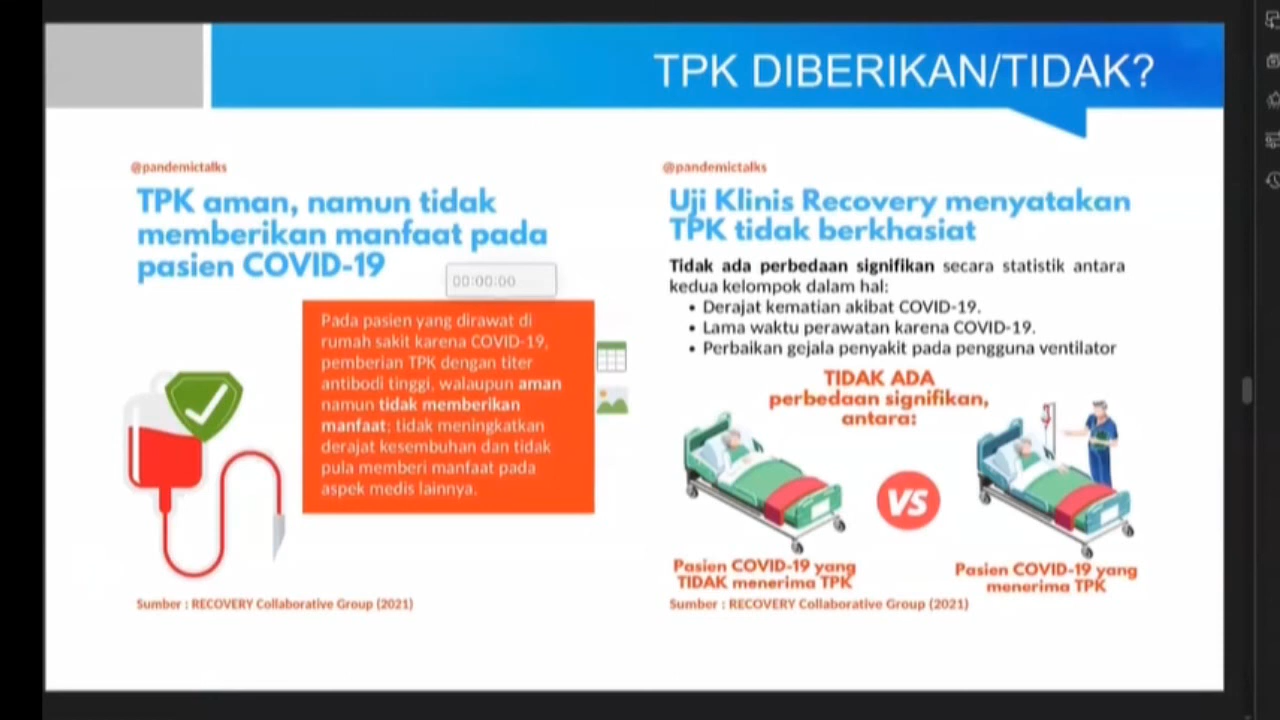 TPK DIBERIKAN/TIDAK?
@pandemictalks
TPK aman, namun tidak
memberikan manfaat pada
pasien COVID-19
00:00:00
Pada pasien yang dirawat di
rumah sakit karena COVID-19,
pemberian TPK dengan titer
antibodi tinggi, walaupun aman
namun tidak memberikan
manfaat; tidak meningkatkan
derajat kesembuhan dan tidak
pula memberi manfaat pada
aspek medis lainnya.
Sumber : RECOVERY Collaborative Group (2021)
@pandemictalks
Uji Klinis Recovery menyatakan
TPK tidak berkhasiat
Tidak ada perbedaan signifikan secara statistik antara
kedua kelompok dalam hal:
• Derajat kematian akibat COVID-19.
• Lama waktu perawatan karena COVID-19.
• Perbaikan gejala penyakit pada pengguna ventilator
TIDAK ADA
perbedaan signifikan,
antara:
VS
Pasien COVID-19 yang
TIDAK menerima TPK
Pasien COVID-19 yang
menerima TPK
Sumber : RECOVERY Collaborative Group (2021)